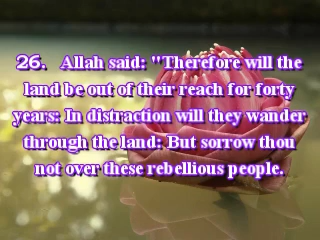 26. Allah said: "Therefore will the
land be out of their reach for forty
years: In distraction will they wander
through the land: But sorrow thou
not over these rebellious people.